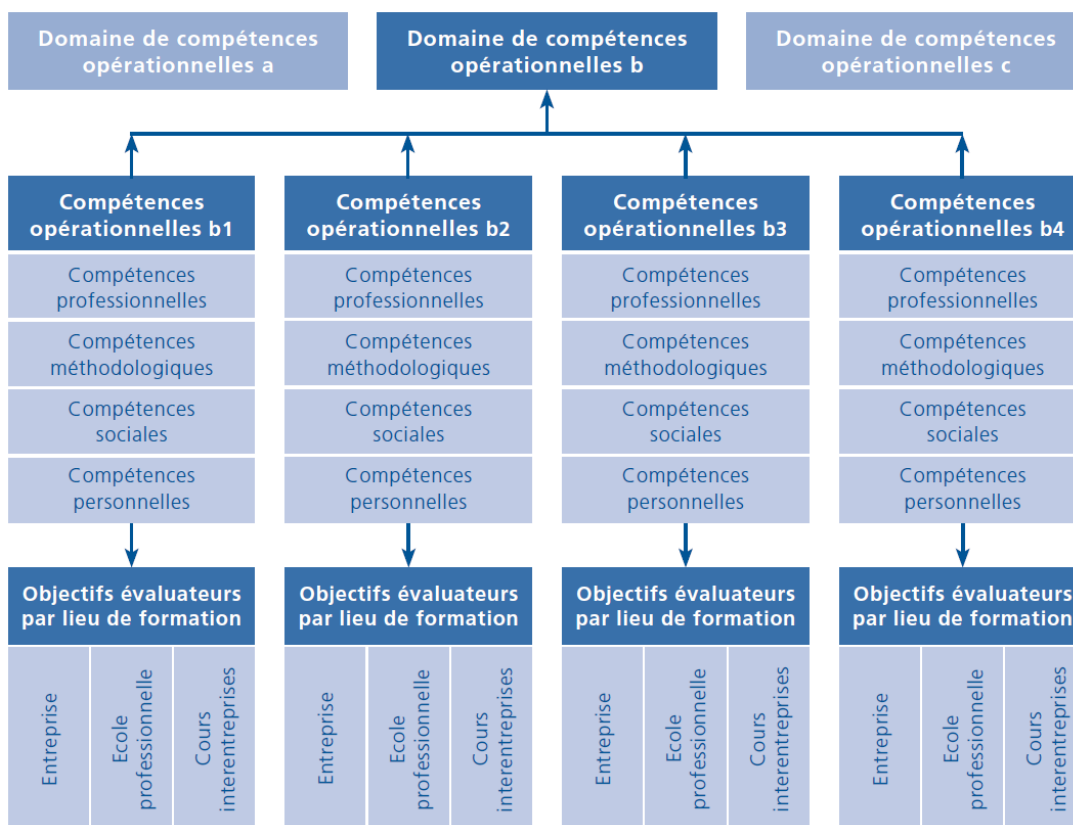 Domaine de compétences
opérationnelles a
Domaine de compétences
opérationnelles b
Domaine de compétences
opérationnelles c
Compétences
opérationnelles b1
Compétences
opérationnelles b2
Compétences
opérationnelles b3
Compétences
opérationnelles b4
Compétences
professionnelles
Compétences
professionnelles
Compétences
professionnelles
Compétences
professionnelles
Compétences
méthodologiques
Compétences
méthodologiques
Compétences
méthodologiques
Compétences
méthodologiques
Compétences
sociales
Compétences
sociales
Compétences
sociales
Compétences
sociales
Compétences
personnelles
Compétences
personnelles
Compétences
personnelles
Compétences
personnelles
Objectifs évaluateurs
par lieu de formation
Objectifs évaluateurs
par lieu de formation
Objectifs évaluateurs
par lieu de formation
Objectifs évaluateurs
par lieu de formation
Entreprise
Ecole
professionnelle
Cours
interentreprises
Entreprise
Ecole
professionnelle
Cours
interentreprises
Entreprise
Ecole
professionnelle
Cours
interentreprises
Entreprise
Ecole
professionnelle
Cours
interentreprises